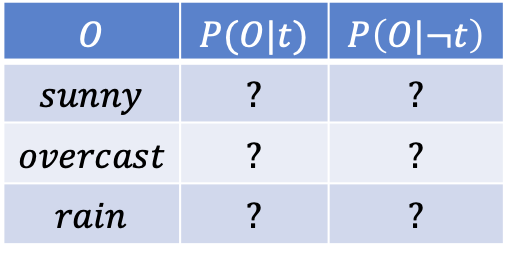 O P(O|t) P(O|¬t)
sunny ? ?
overcast ? ?
rain ? ?